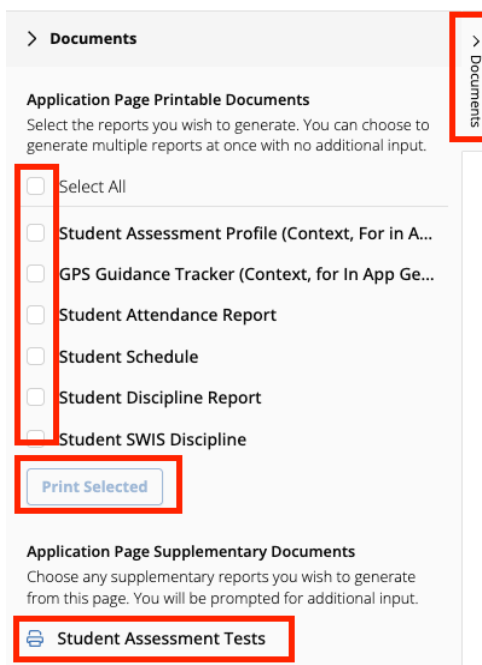 Documents
Documents
Application Page Printable Documents
Select the reports you wish to generate. You can choose to
generate multiple reports at once with no additional input.
Select All
Student Assessment Profile (Context, For in A...
GPS Guidance Tracker (Context, for In App Ge...
Student Attendance Report
Student Schedule
Student Discipline Report
Student SWIS Discipline
Print Selected
Application Page Supplementary Documents
Choose any supplementary reports you wish to generate
from this page. You will be prompted for additional input.
Student Assessment Tests